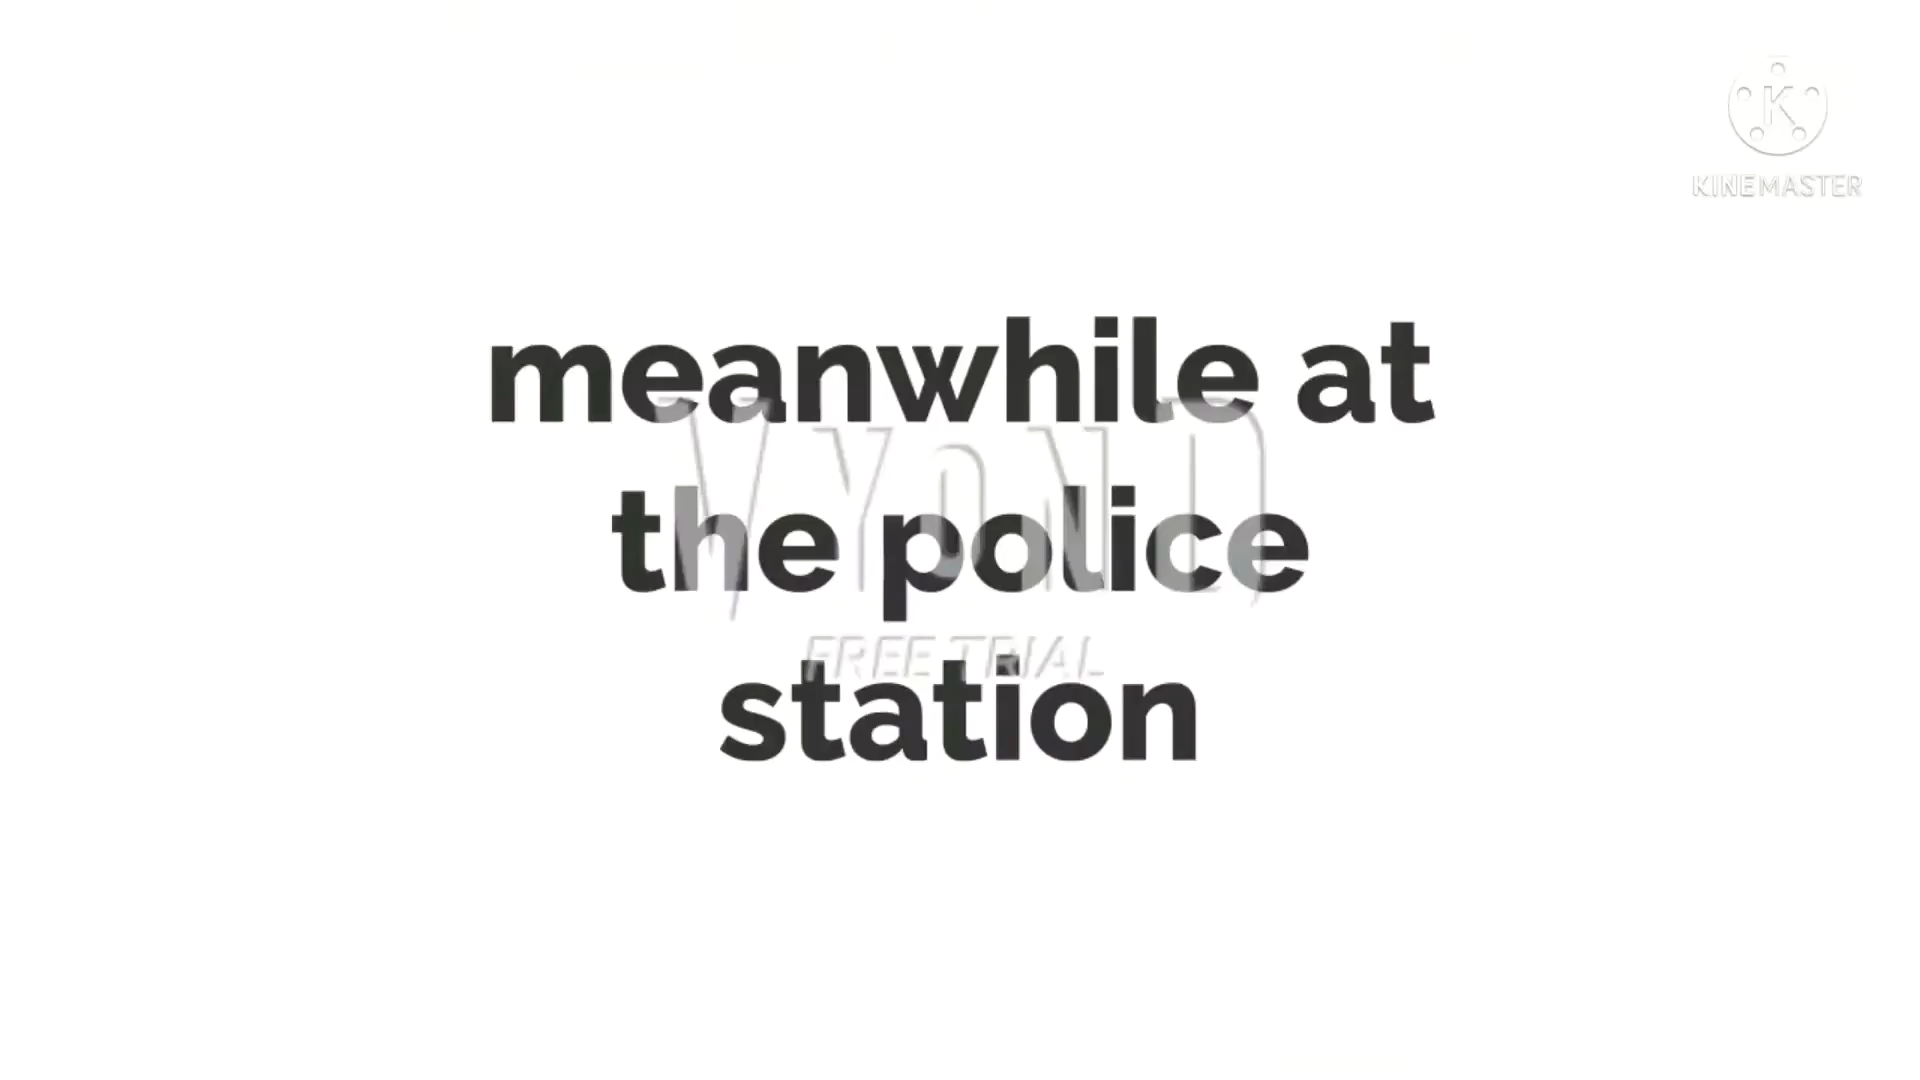 KINEMASTER
meanwhile at
the police
station
VYOND
FREE TRIAL